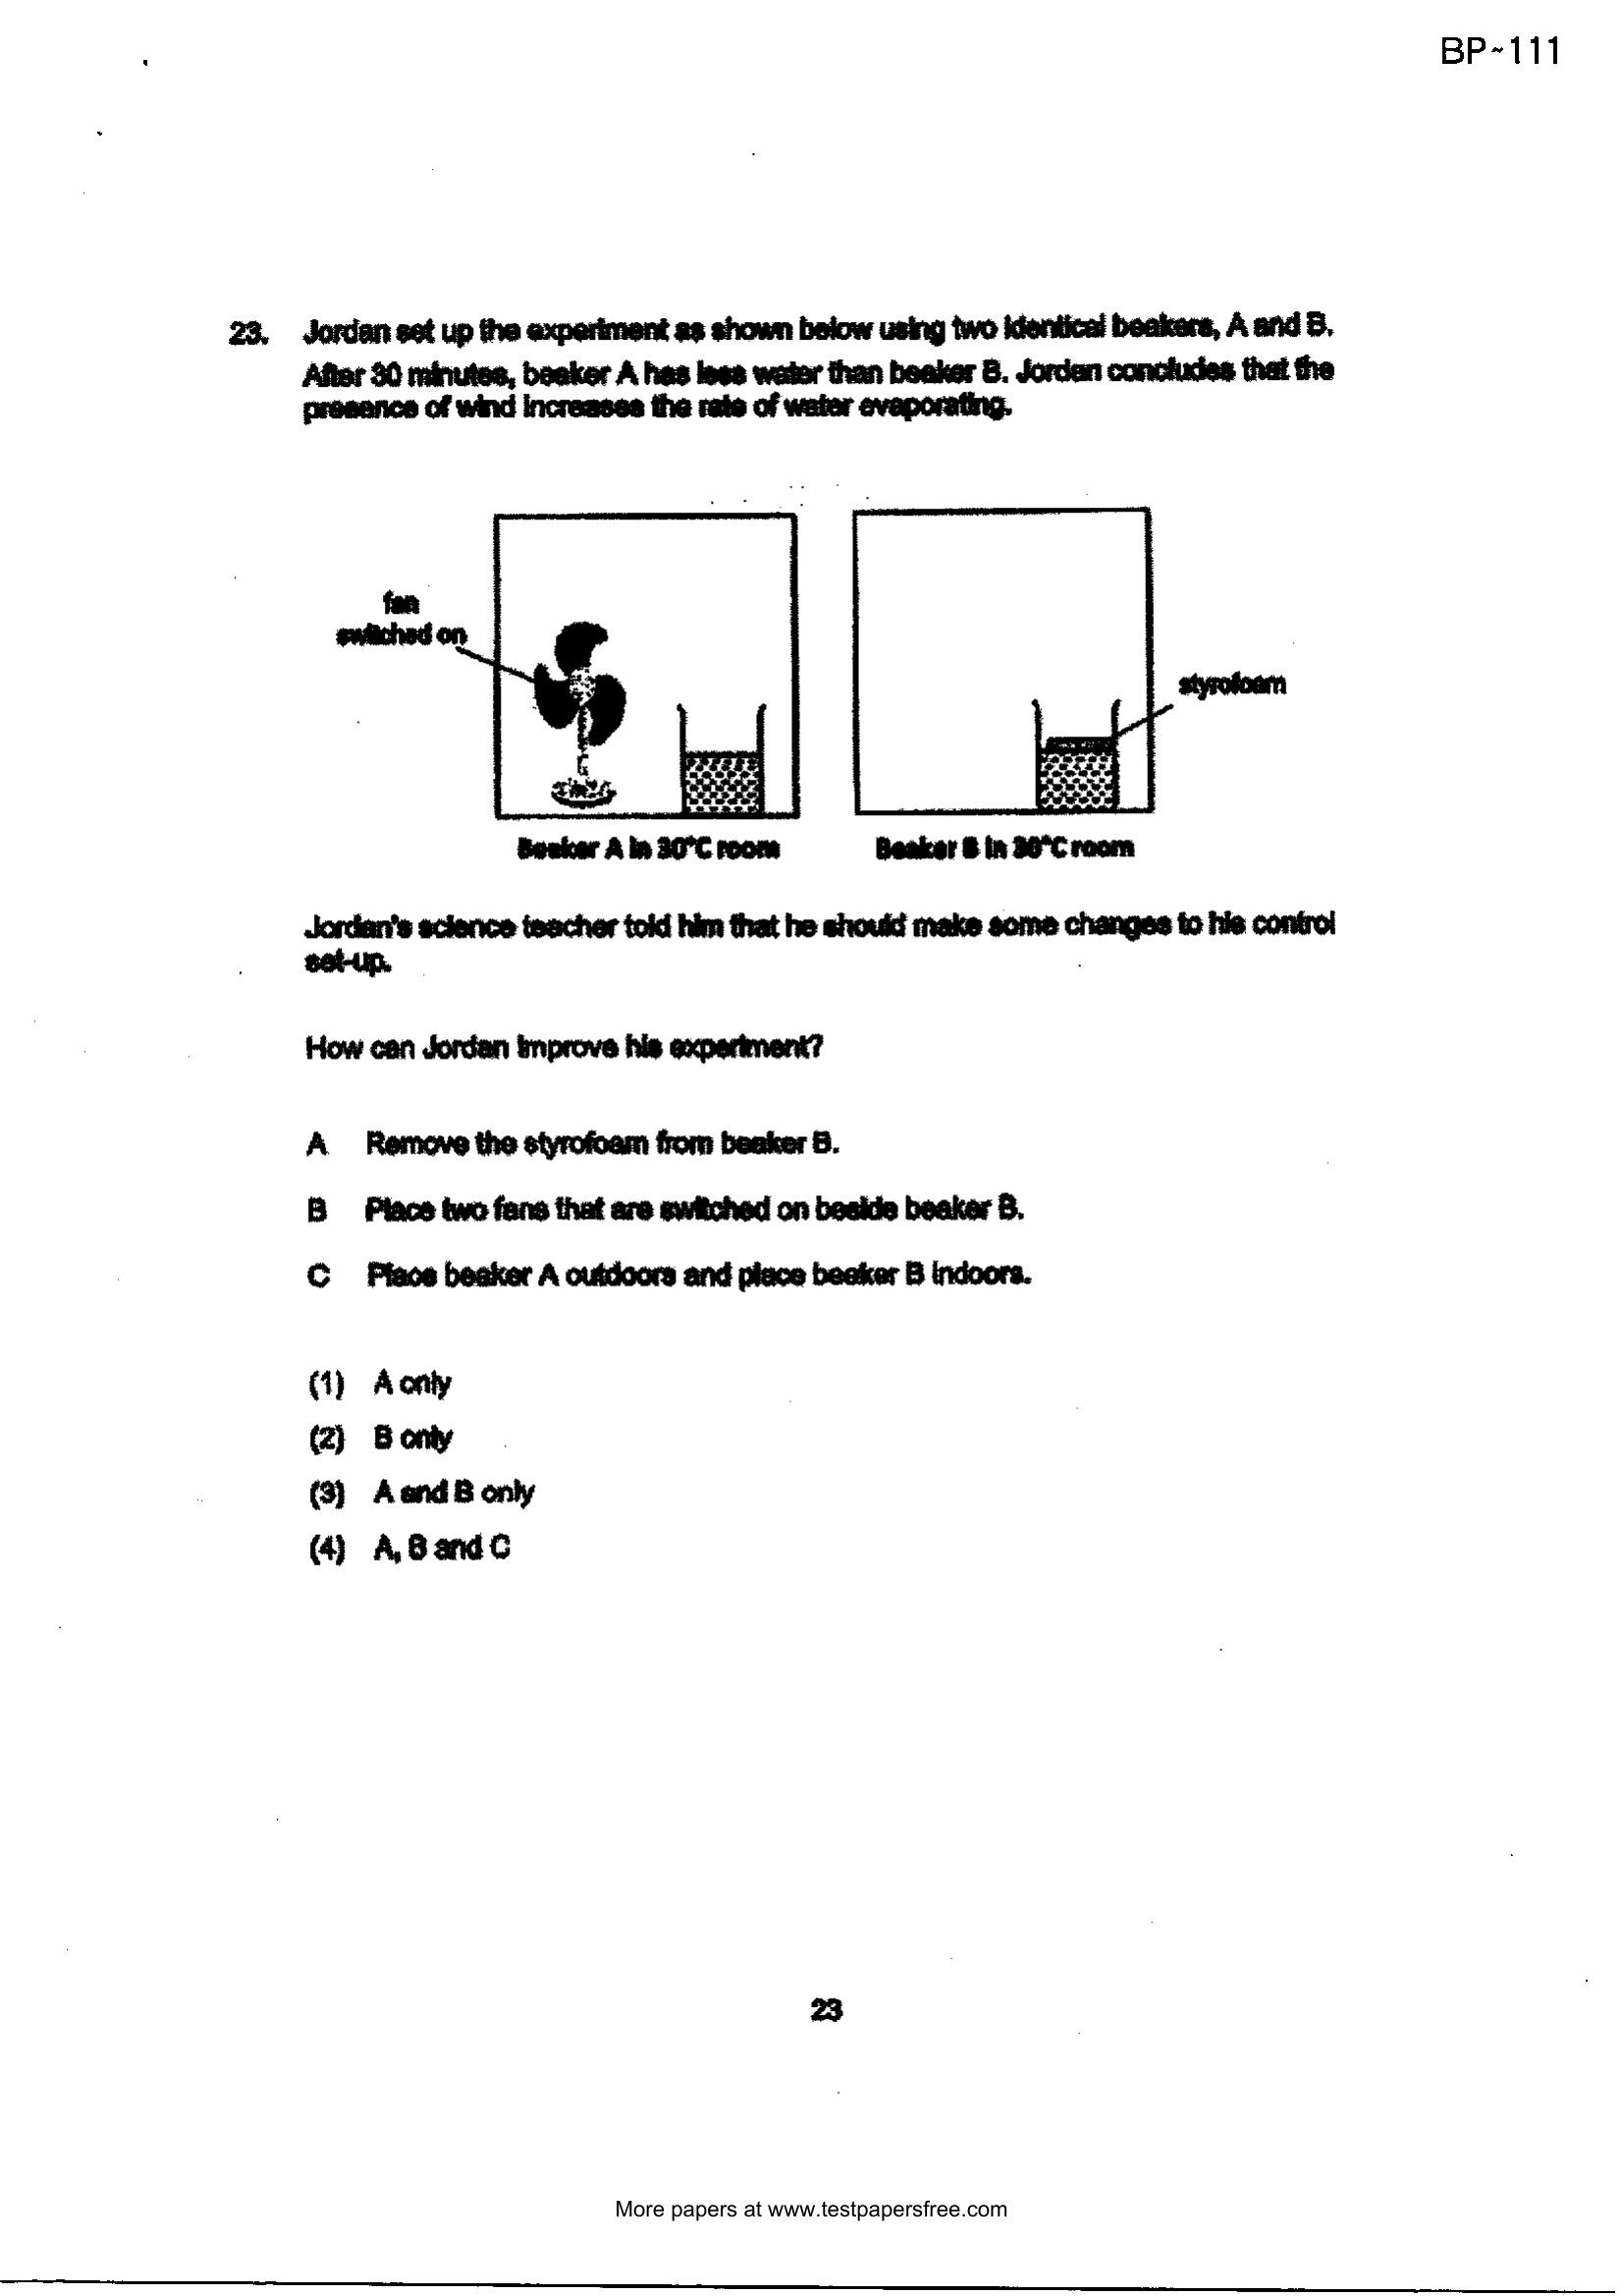 BP~111
23. Jordan set up the experiment as shown below using two identical beakers, A and B.
After 30 minutes, beaker A has less water than beaker B. Jordan concludes that the
presence of wind increases the rate of water evaporating.
fan
switched on
styrofoam
Beaker A in 30°C room
Beaker B in 30°C room
Jordan's science teacher told him that he should make some changes to his control
set-up.
How can Jordan improve his experiment?
A Remove the styrofoam from beaker B.
B Place two fans that are switched on beside beaker B.
C Place beaker A outdoors and place beaker B indoors.
(1) A only
(2) B only
(3) A and B only
(4) A, B and C
23
More papers at www.testpapersfree.com